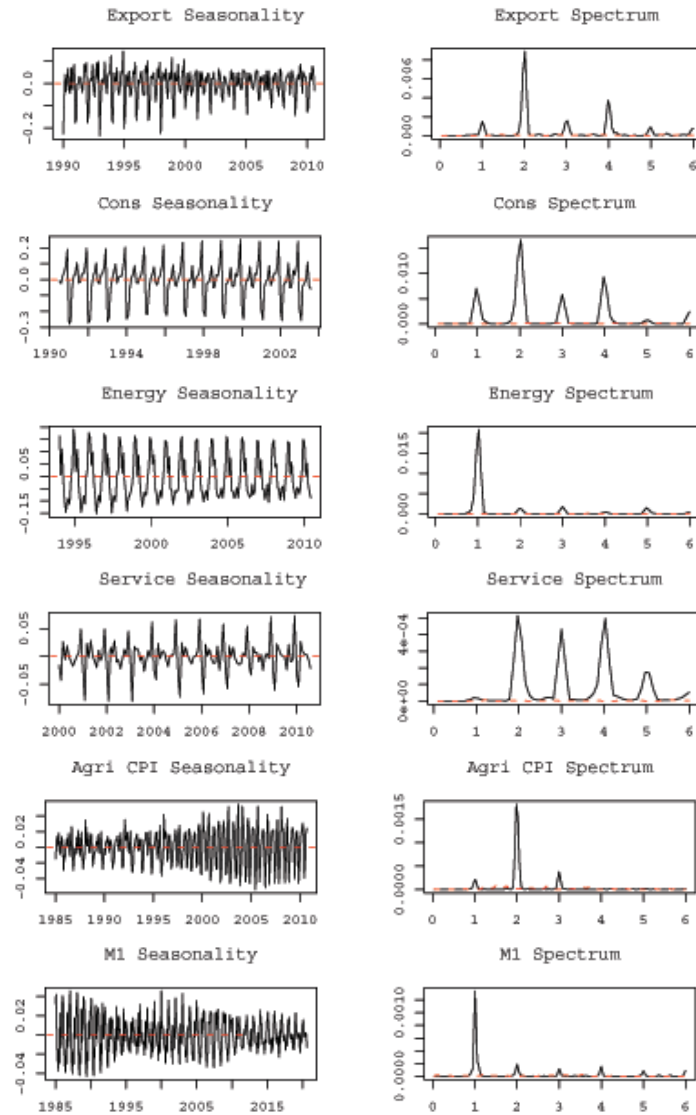 Export Seasonality
0.0
-0.2
1990 1995 2000 2005 2010
Export Spectrum
0.006
0.000
0 1 2 3 4 5 6
Cons Seasonality
0.2
0.0
-0.3
1990 1994 1998 2002
Cons Spectrum
0.010
0.000
0 1 2 3 4 5 6
Energy Seasonality
0.05
-0.15
1995 2000 2005 2010
Energy Spectrum
0.015
0.000
0 1 2 3 4 5 6
Service Seasonality
0.05
-0.05
2000 2002 2004 2006 2008 2010
Service Spectrum
4e-04
0e+00
0 1 2 3 4 5 6
Agri CPI Seasonality
0.02
-0.04
1985 1990 1995 2000 2005 2010
Agri CPI Spectrum
0.0015
0.0000
0 1 2 3 4 5 6
M1 Seasonality
0.02
-0.04
1985 1995 2005 2015
M1 Spectrum
0.0010
0.0000
0 1 2 3 4 5 6